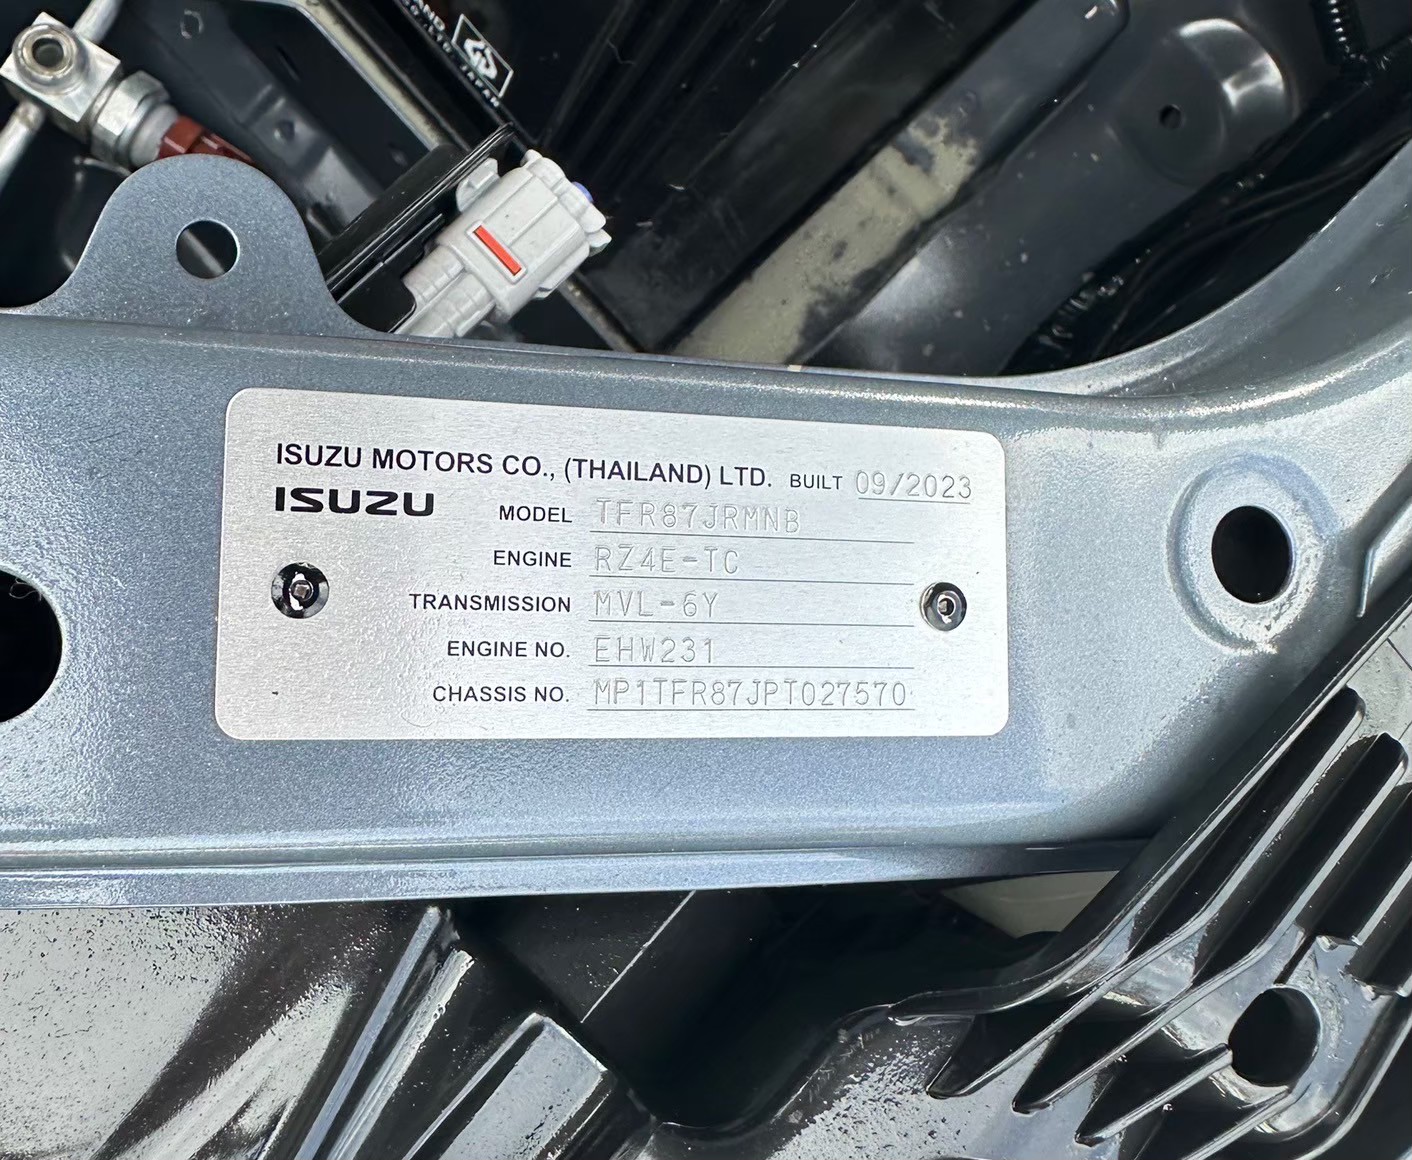 JAPAN
ISUZU MOTORS CO., (THAILAND) LTD. BUILT 09/2023
ISUZU
MODEL TFR87JRMNB
ENGINE RZ4E-TC
TRANSMISSION MVL-6Y
ENGINE NO. EHW231
CHASSIS NO. MP1TFR87JPT027570